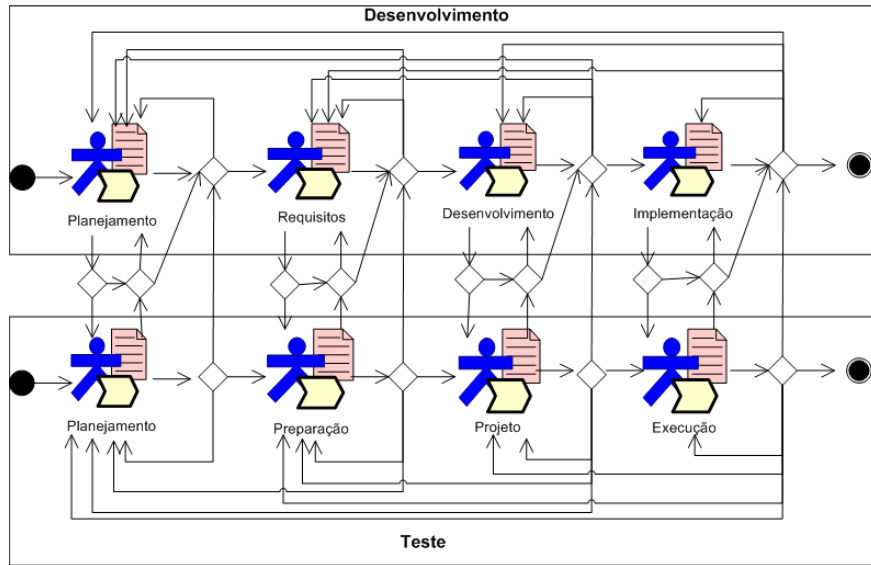 Desenvolvimento
Planejamento
Requisitos
Desenvolvimento
Implementação
Planejamento
Preparação
Projeto
Execução
Teste